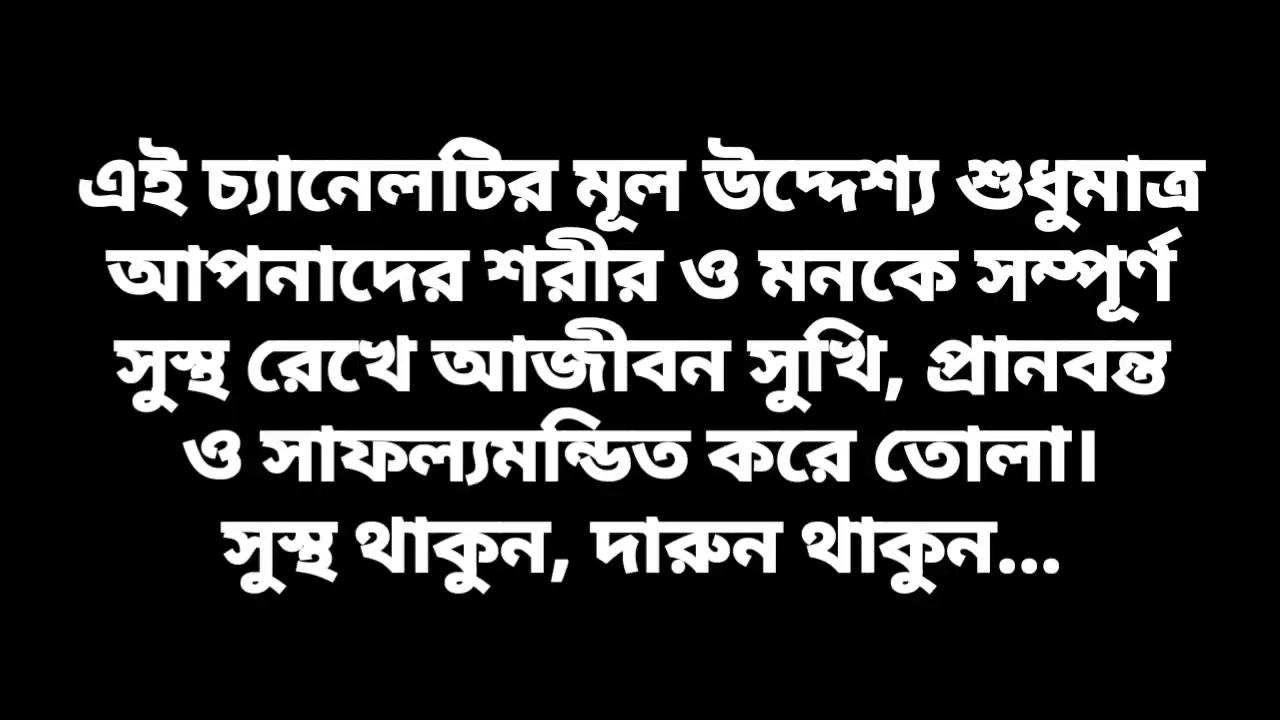 এই চ্যানেলটির মূল উদ্দেশ্য শুধুমাত্র
আপনাদের শরীর ও মনকে সম্পূর্ণ
সুস্থ রেখে আজীবন সুখি, প্রানবন্ত
ও সাফল্যমন্ডিত করে তোলা।
সুস্থ থাকুন, দারুন থাকুন...